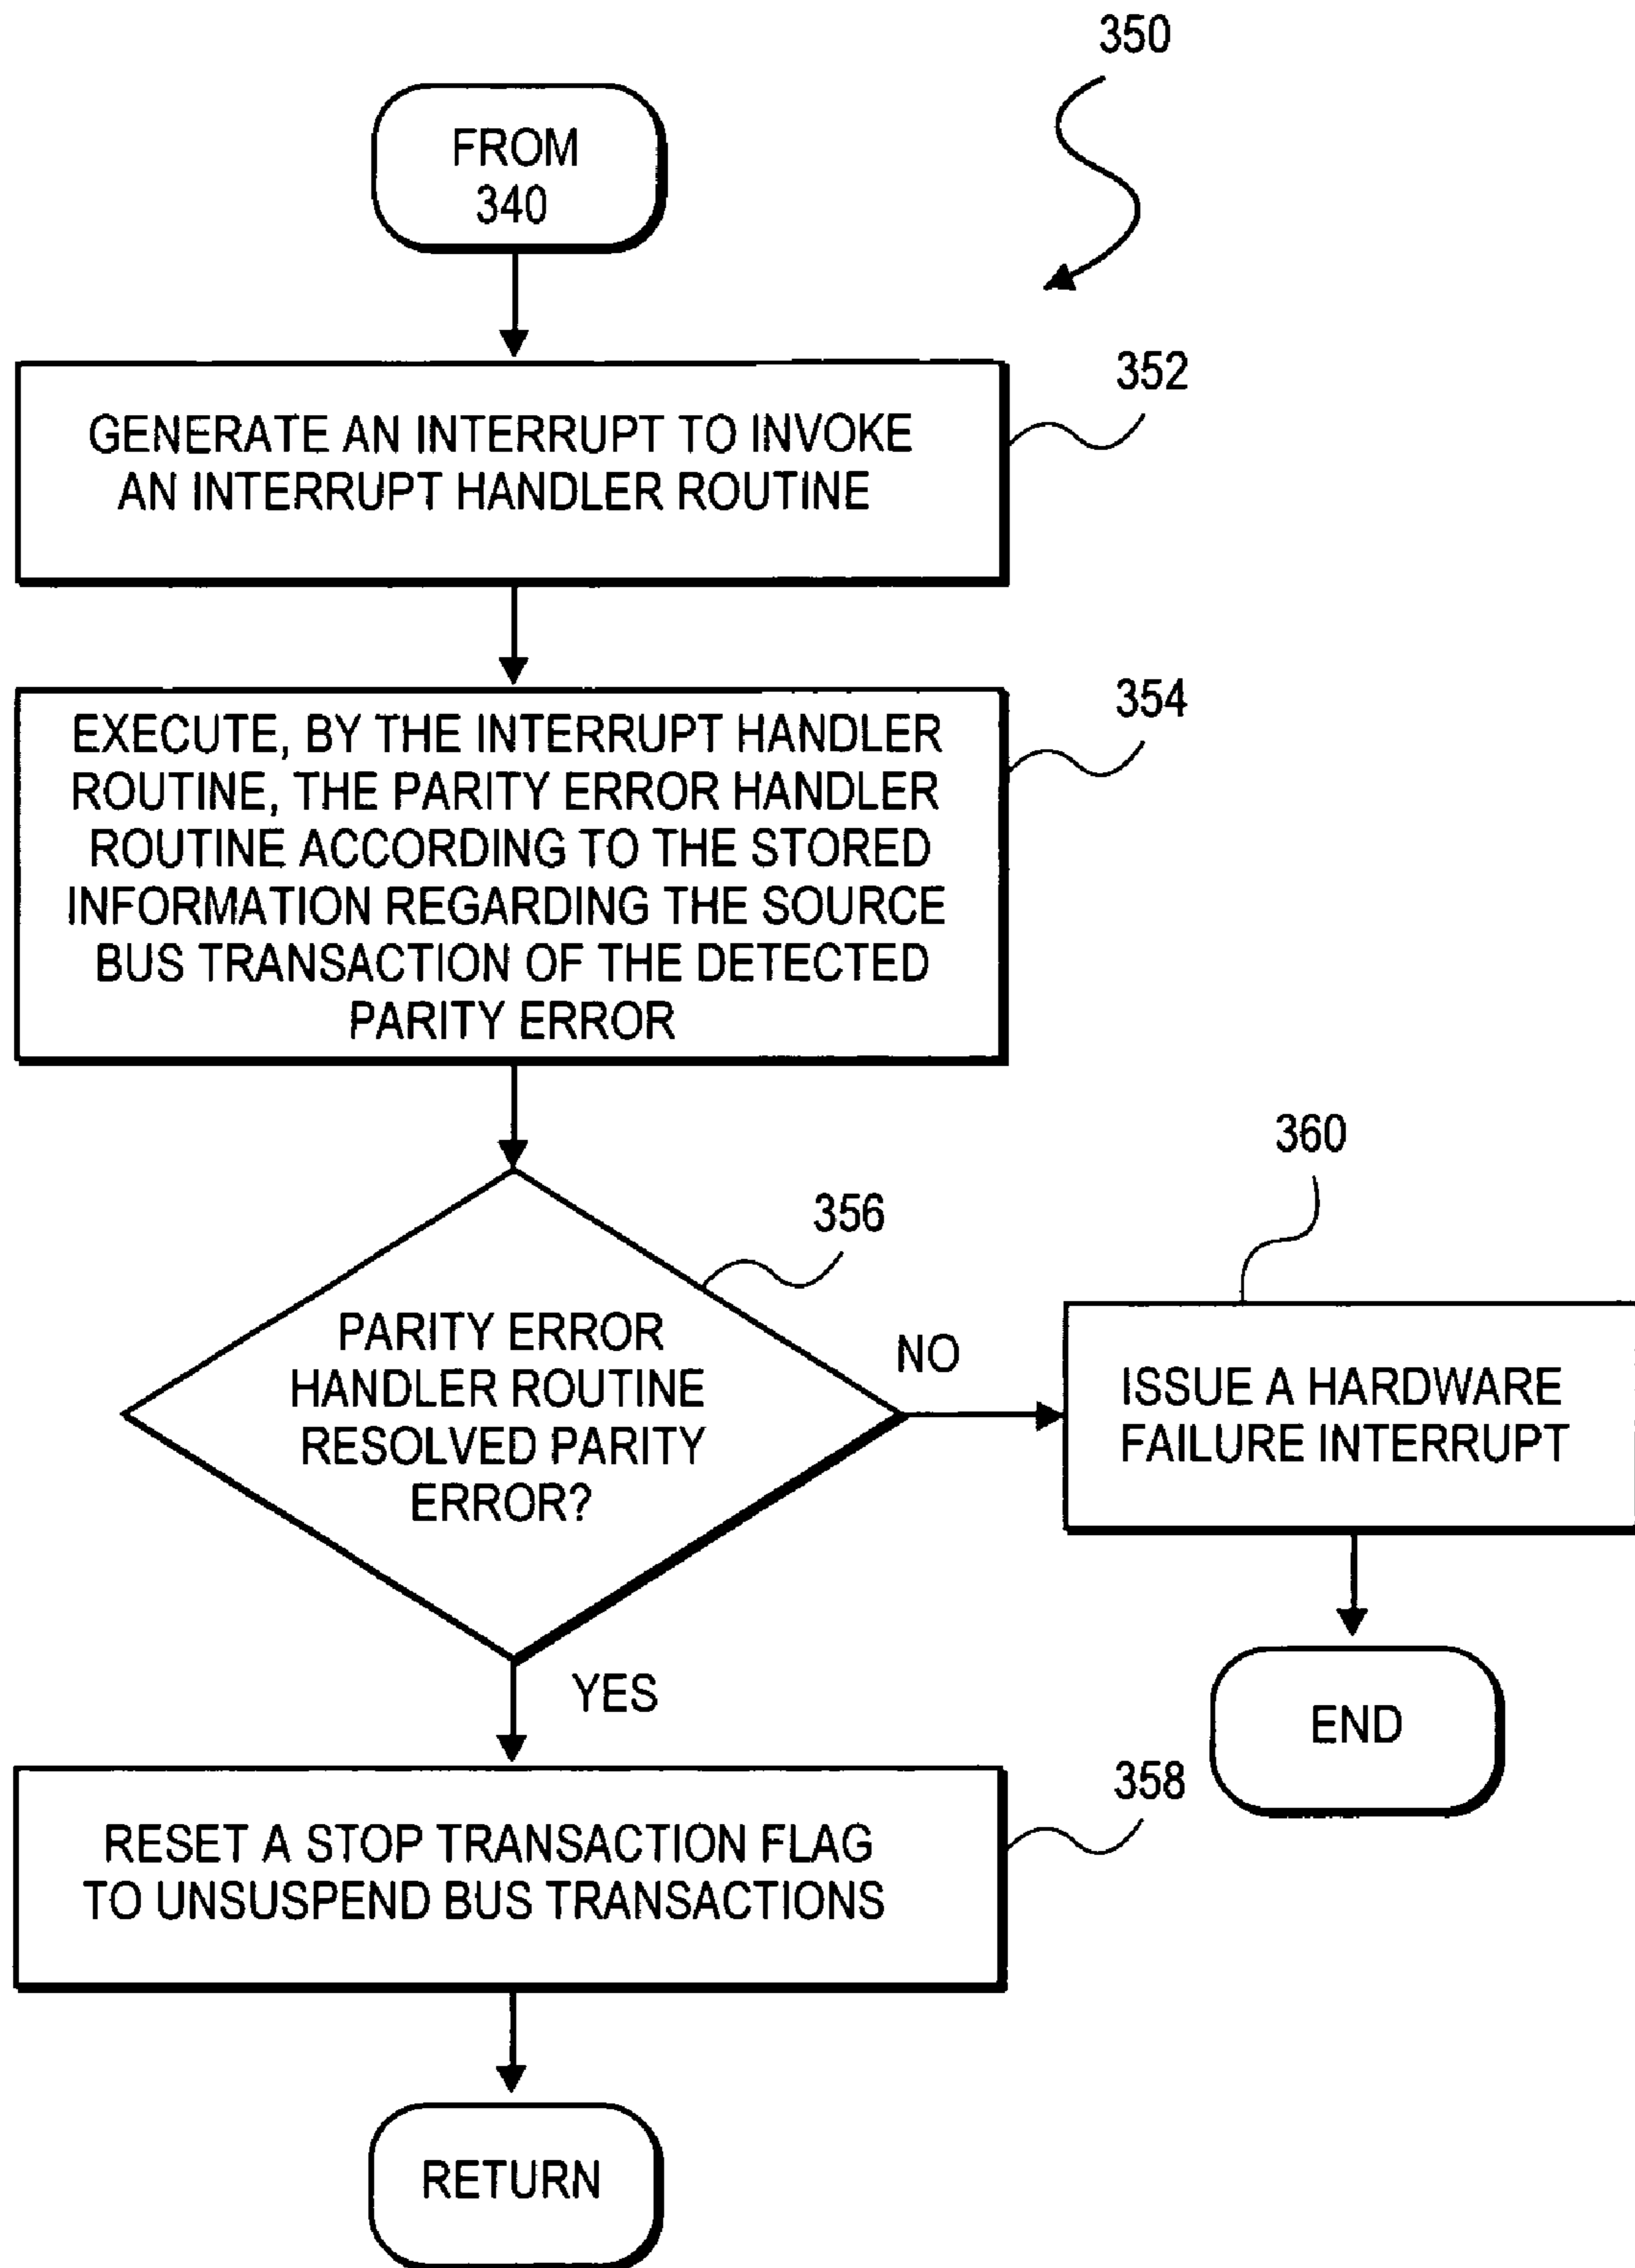 350
FROM
340
352
GENERATE AN INTERRUPT TO INVOKE
AN INTERRUPT HANDLER ROUTINE
354
EXECUTE, BY THE INTERRUPT HANDLER
ROUTINE, THE PARITY ERROR HANDLER
ROUTINE ACCORDING TO THE STORED
INFORMATION REGARDING THE SOURCE
BUS TRANSACTION OF THE DETECTED
PARITY ERROR
356
PARITY ERROR
HANDLER ROUTINE
RESOLVED PARITY
ERROR?
NO
360
ISSUE A HARDWARE
FAILURE INTERRUPT
END
YES
358
RESET A STOP TRANSACTION FLAG
TO UNSUSPEND BUS TRANSACTIONS
RETURN